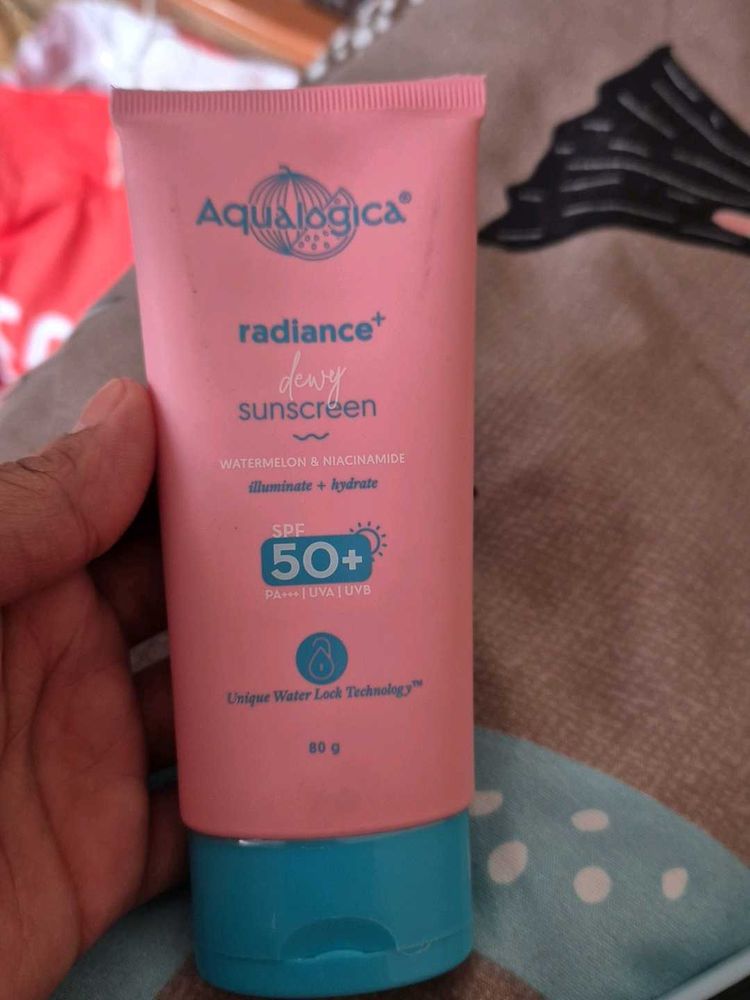 Aqualogica®
radiance+
dewy
sunscreen
WATERMELON & NIACINAMIDE
illuminate + hydrate
SPF
50+
PA+++ | UVA | UVB
Unique Water Lock Technology™
80 g